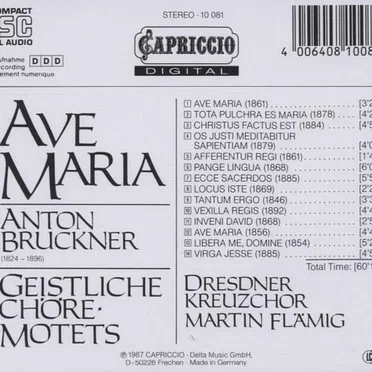 COMPACT
DISC
DIGITAL AUDIO
STEREO · 10 081
CAPRICCIO
DIGITAL
DDD
4 006408 1008
AVE
MARIA
ANTON
BRUCKNER
(1824 – 1896)
GEISTLICHE
CHÖRE·
MOTETS
1 AVE MARIA (1861)
2 TOTA PULCHRA ES MARIA (1878)
3 CHRISTUS FACTUS EST (1884)
4 OS JUSTI MEDITABITUR
SAPIENTIAM (1879)
5 AFFERENTUR REGI (1861)
6 PANGE LINGUA (1868)
7 ECCE SACERDOS (1885)
8 LOCUS ISTE (1869)
9 TANTUM ERGO (1846)
10 VEXILLA REGIS (1892)
11 INVENI DAVID (1868)
12 AVE MARIA (1856)
13 LIBERA ME, DOMINE (1854)
14 VIRGA JESSE (1885)
Total Time: [60'
DRESDNER
KREUZCHOR
MARTIN FLÄMIG
Ⓟ 1987 CAPRICCIO · Delta Music GmbH,
D-50226 Frechen · Made in Germany